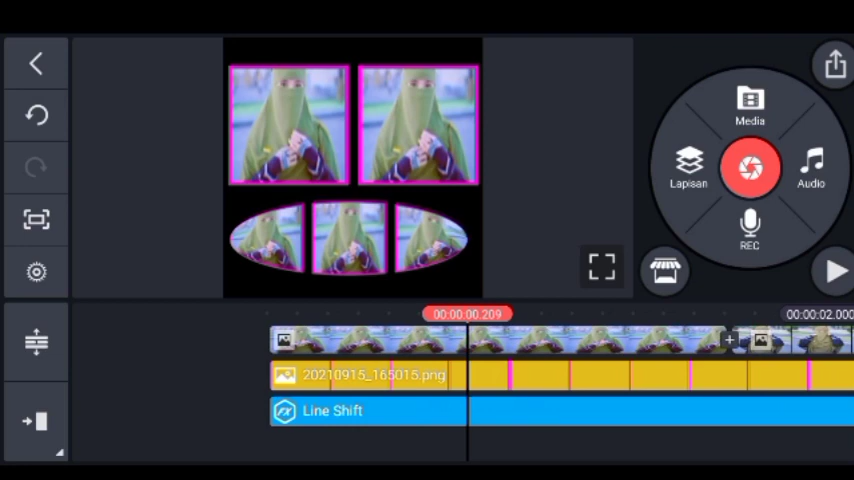 Media
Lapisan
Audio
REC
00:00:00.209
00:00:02.000
20210915_165015.png
Line Shift